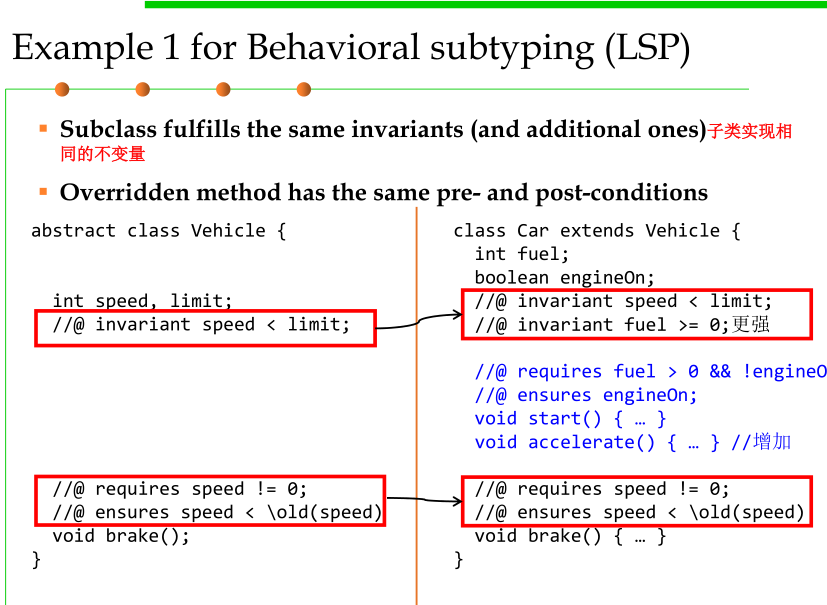 Example 1 for Behavioral subtyping (LSP)
Subclass fulfills the same invariants (and additional ones)子类实现相
同的不变量
Overridden method has the same pre- and post-conditions
abstract class Vehicle {
int speed, limit;
//@ invariant speed < limit;
//@ requires speed != 0;
//@ ensures speed < \old(speed)
void brake();
}
class Car extends Vehicle {
int fuel;
boolean engineOn;
//@ invariant speed < limit;
//@ invariant fuel >= 0;更强
//@ requires fuel > 0 && !engineO
//@ ensures engineOn;
void start() { … }
void accelerate() { … } //增加
//@ requires speed != 0;
//@ ensures speed < \old(speed)
void brake() { … }
}